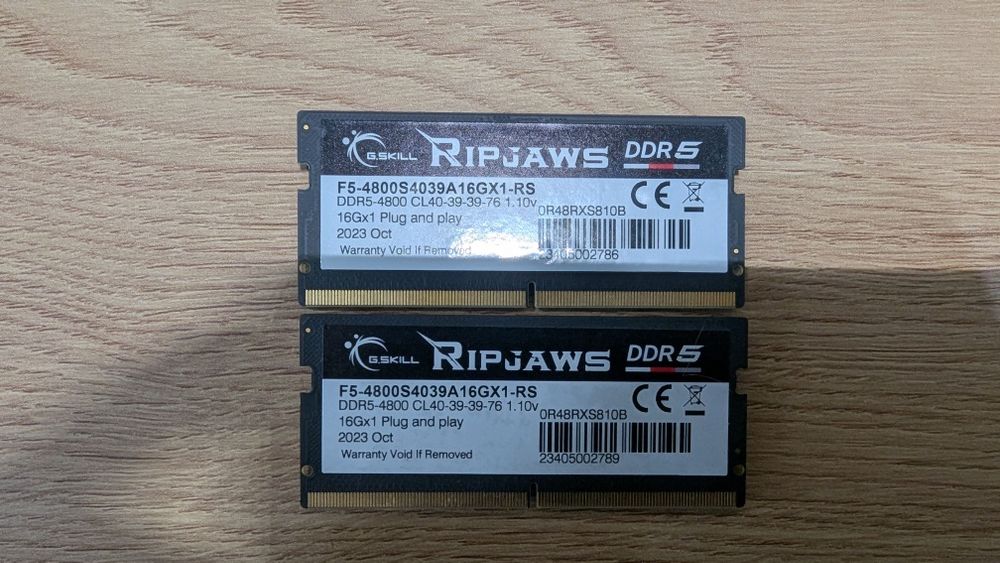 G.SKILL RIPJAWS DDR5
F5-4800S4039A16GX1-RS
DDR5-4800 CL40-39-39-76 1.10v
0R48RXS810B
16Gx1 Plug and play
2023 Oct
Warranty Void If Removed
23405002786
G.SKILL RIPJAWS DDR5
F5-4800S4039A16GX1-RS
DDR5-4800 CL40-39-39-76 1.10v
0R48RXS810B
16Gx1 Plug and play
2023 Oct
Warranty Void If Removed
23405002789